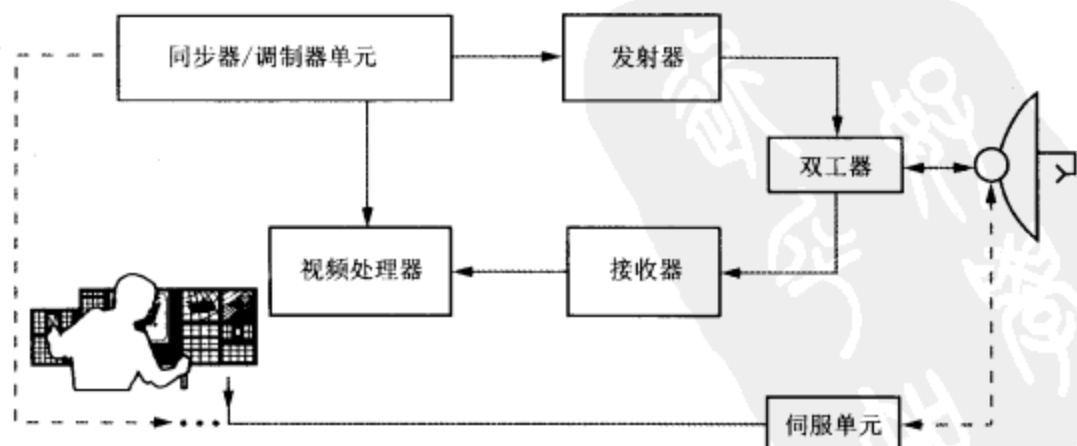 同步器/调制器单元
发射器
双工器
视频处理器
接收器
伺服单元